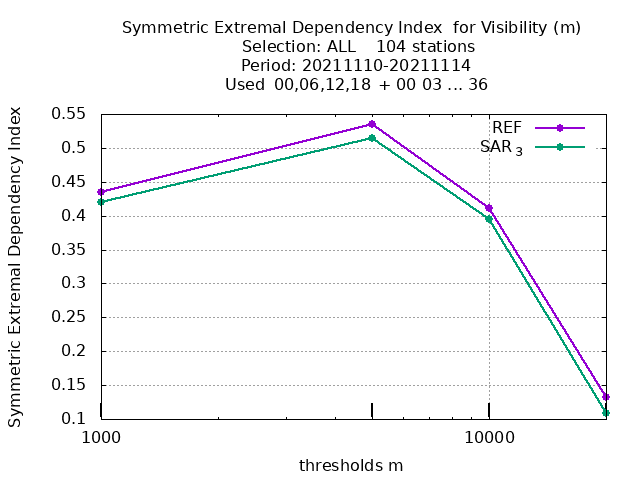 Symmetric Extremal Dependency Index  for Visibility (m)
Selection: ALL    104 stations
Period: 20211110-20211114
Used  00,06,12,18 + 00 03 ... 36
Symmetric Extremal Dependency Index
0.55
0.5
0.45
0.4
0.35
0.3
0.25
0.2
0.15
0.1
REF
SAR 3
1000
10000
thresholds m